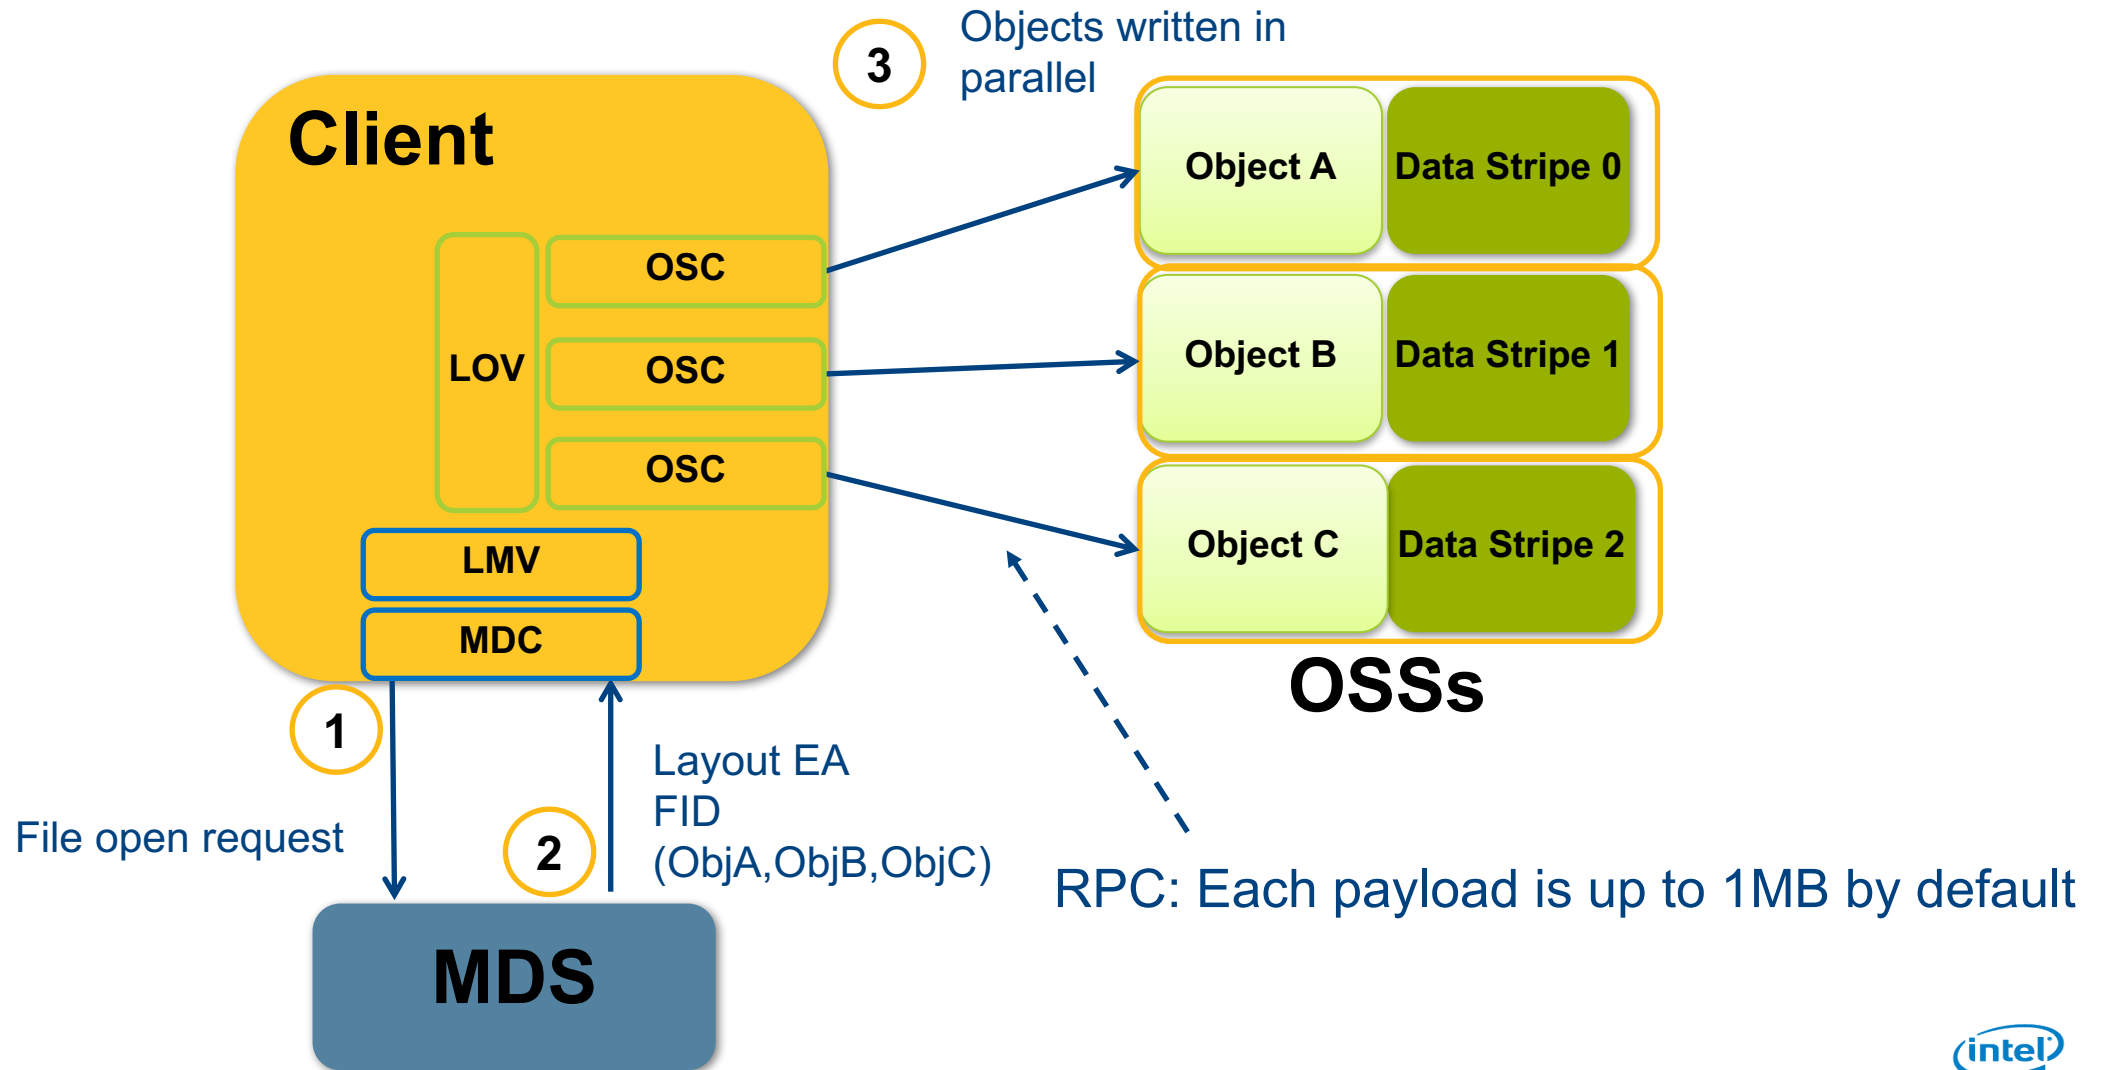 3
Objects written in
parallel
Client
LOV
OSC
OSC
OSC
LMV
MDC
Object A
Data Stripe 0
Object B
Data Stripe 1
Object C
Data Stripe 2
OSSs
1
File open request
2
Layout EA
FID
(ObjA,ObjB,ObjC)
RPC: Each payload is up to 1MB by default
MDS
intel